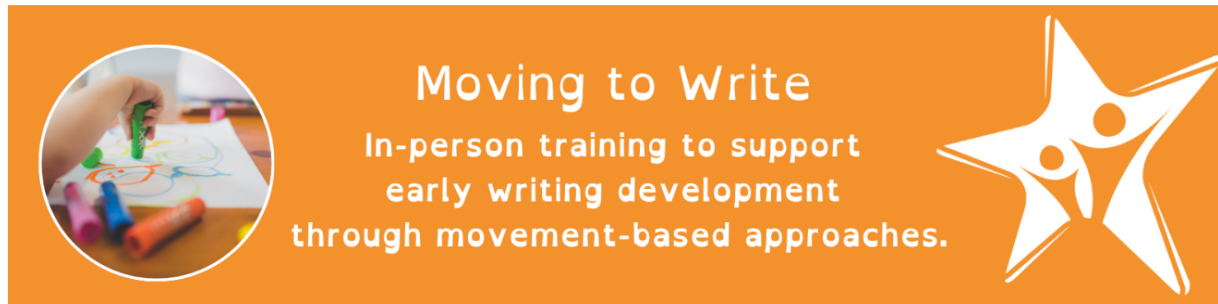 Moving to Write
In-person training to support
early writing development
through movement-based approaches.